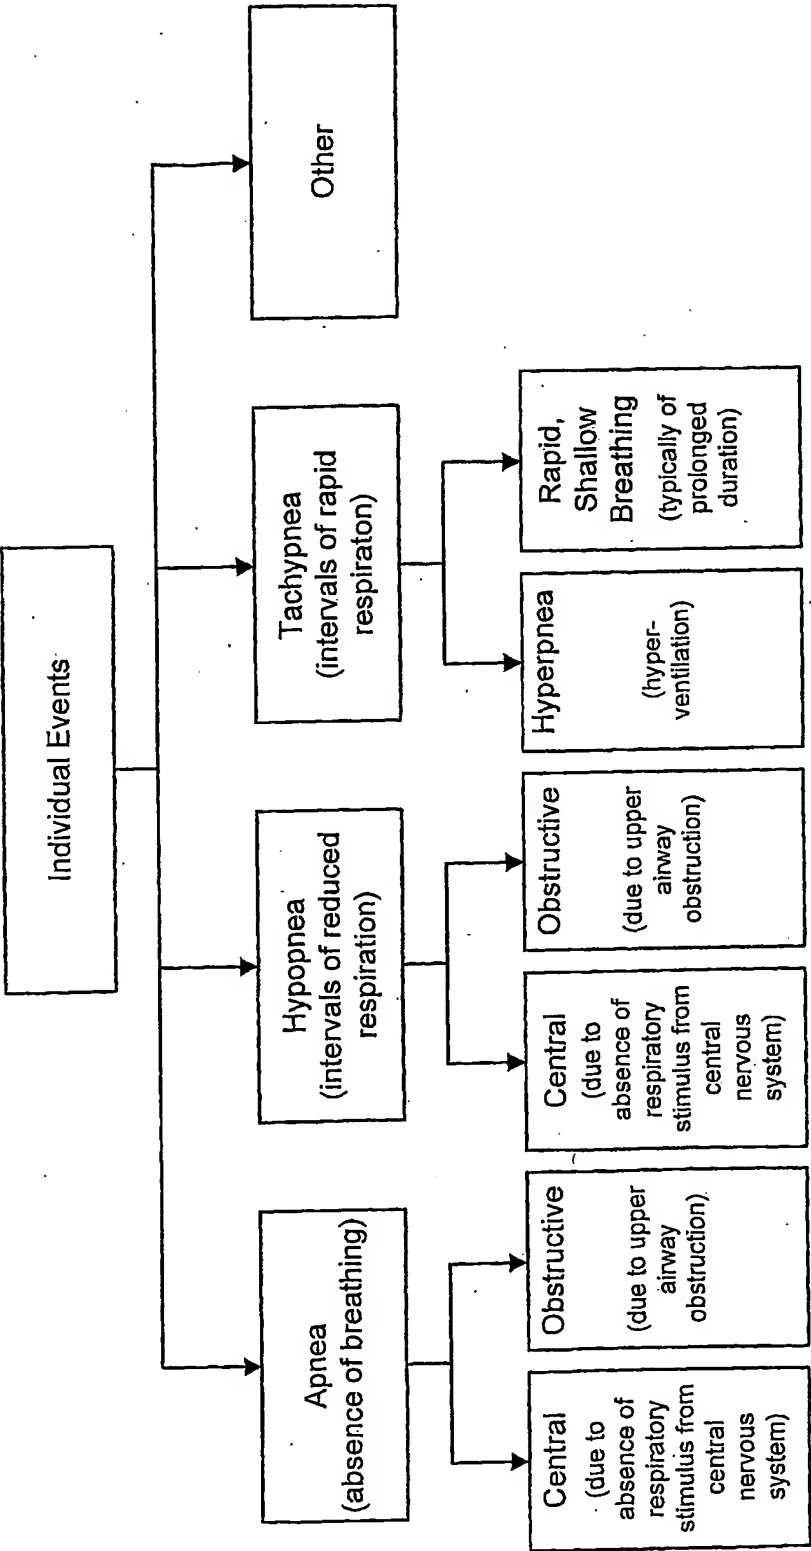 Individual Events
Apnea
(absence of breathing)
Hypopnea
(intervals of reduced
respiration)
Tachypnea
(intervals of rapid
respiraton)
Other
Central
(due to
absence of
respiratory
stimulus from
central
nervous
system)
Obstructive
(due to upper
airway
obstruction)
Central
(due to
absence of
respiratory
stimulus from
central
nervous
system)
Obstructive
(due to upper
airway
obstruction)
Hyperpnea
(hyper-
ventilation)
Rapid,
Shallow
Breathing
(typically of
prolonged
duration)